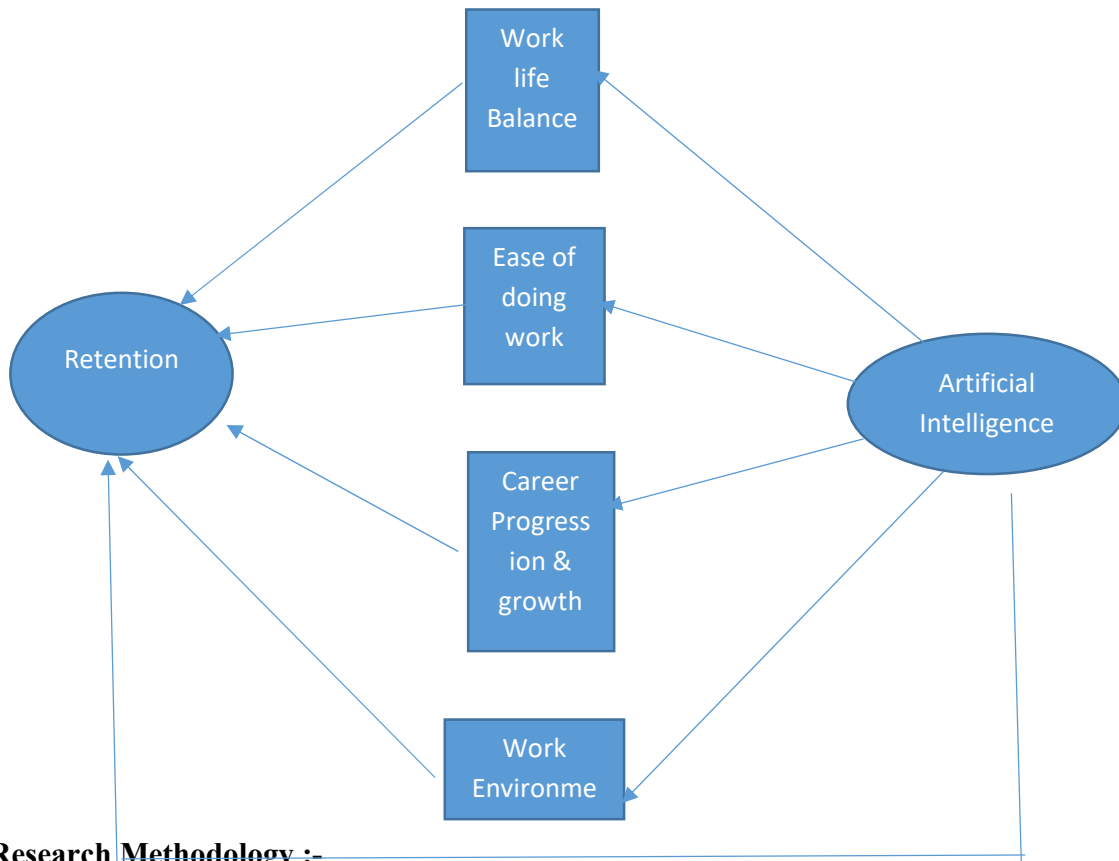 Work
life
Balance
Ease of
doing
work
Retention
Artificial
Intelligence
Career
Progress
ion &
growth
Work
Environme
Research Methodology :-